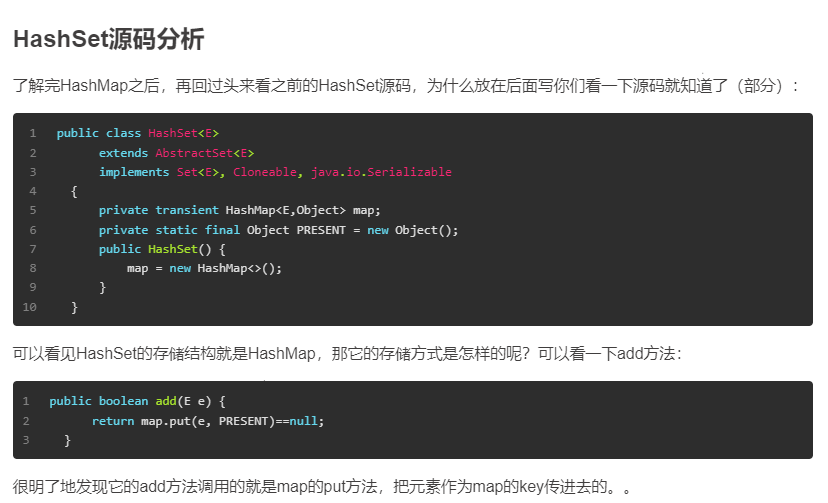 HashSet源码分析
了解完HashMap之后，再回过头来看之前的HashSet源码，为什么放在后面写你们看一下源码就知道了（部分）：
1 public class HashSet<E>
2 extends AbstractSet<E>
3 implements Set<E>, Cloneable, java.io.Serializable
4 {
5 private transient HashMap<E,Object> map;
6 private static final Object PRESENT = new Object();
7 public HashSet() {
8 map = new HashMap<>();
9 }
10 }
可以看见HashSet的存储结构就是HashMap，那它的存储方式是怎样的呢？可以看一下add方法：
1 public boolean add(E e) {
2 return map.put(e, PRESENT)==null;
3 }
很明了地发现它的add方法调用的就是map的put方法，把元素作为map的key传进去的。。